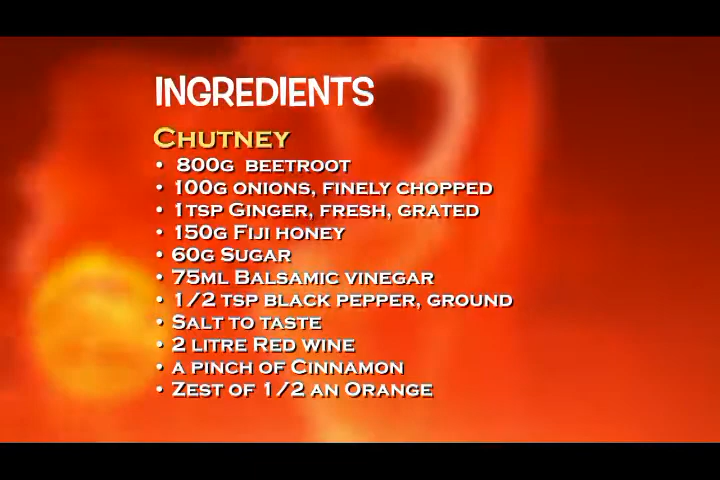 INGREDIENTS
CHUTNEY
• 800G BEETROOT
• 100G ONIONS, FINELY CHOPPED
• 1TSP GINGER, FRESH, GRATED
• 150G FIJI HONEY
• 60G SUGAR
• 75ML BALSAMIC VINEGAR
• 1/2 TSP BLACK PEPPER, GROUND
• SALT TO TASTE
• 2 LITRE RED WINE
• A PINCH OF CINNAMON
• ZEST OF 1/2 AN ORANGE